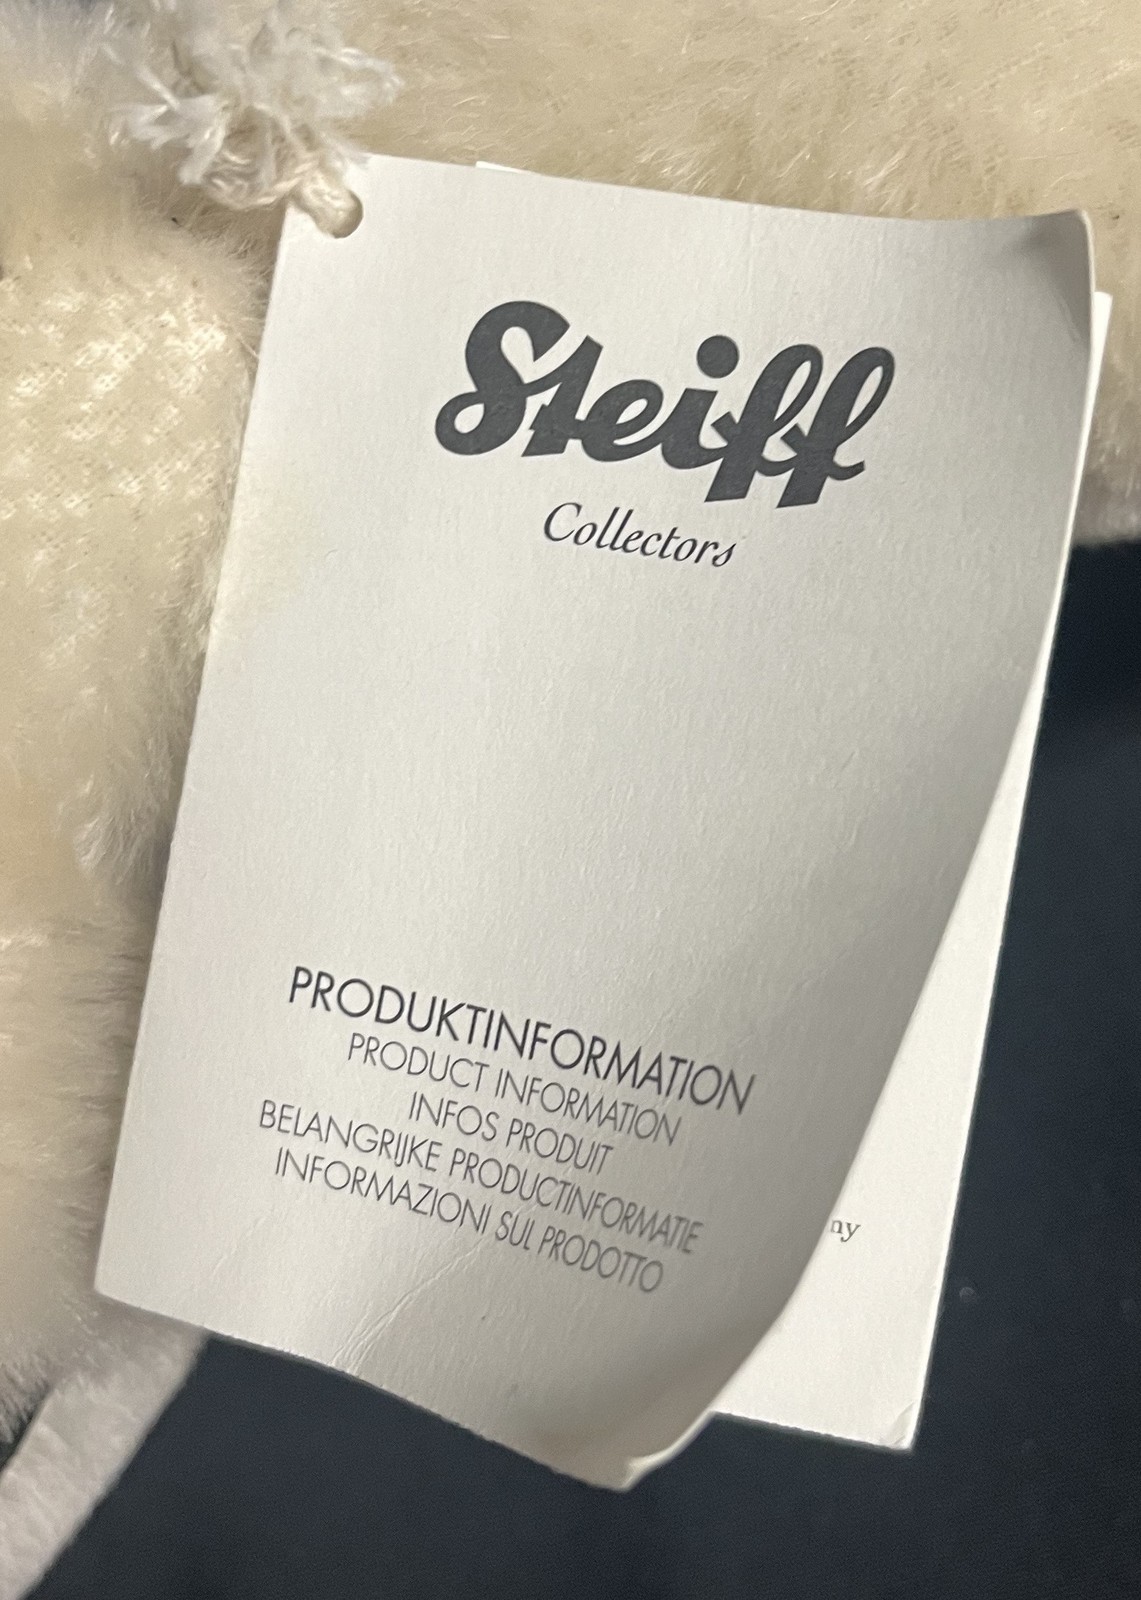 Steiff
Collectors
PRODUKTINFORMATION
PRODUCT INFORMATION
INFOS PRODUIT
BELANGRIJKE PRODUCTINFORMATIE
INFORMAZIONI SUL PRODOTTO